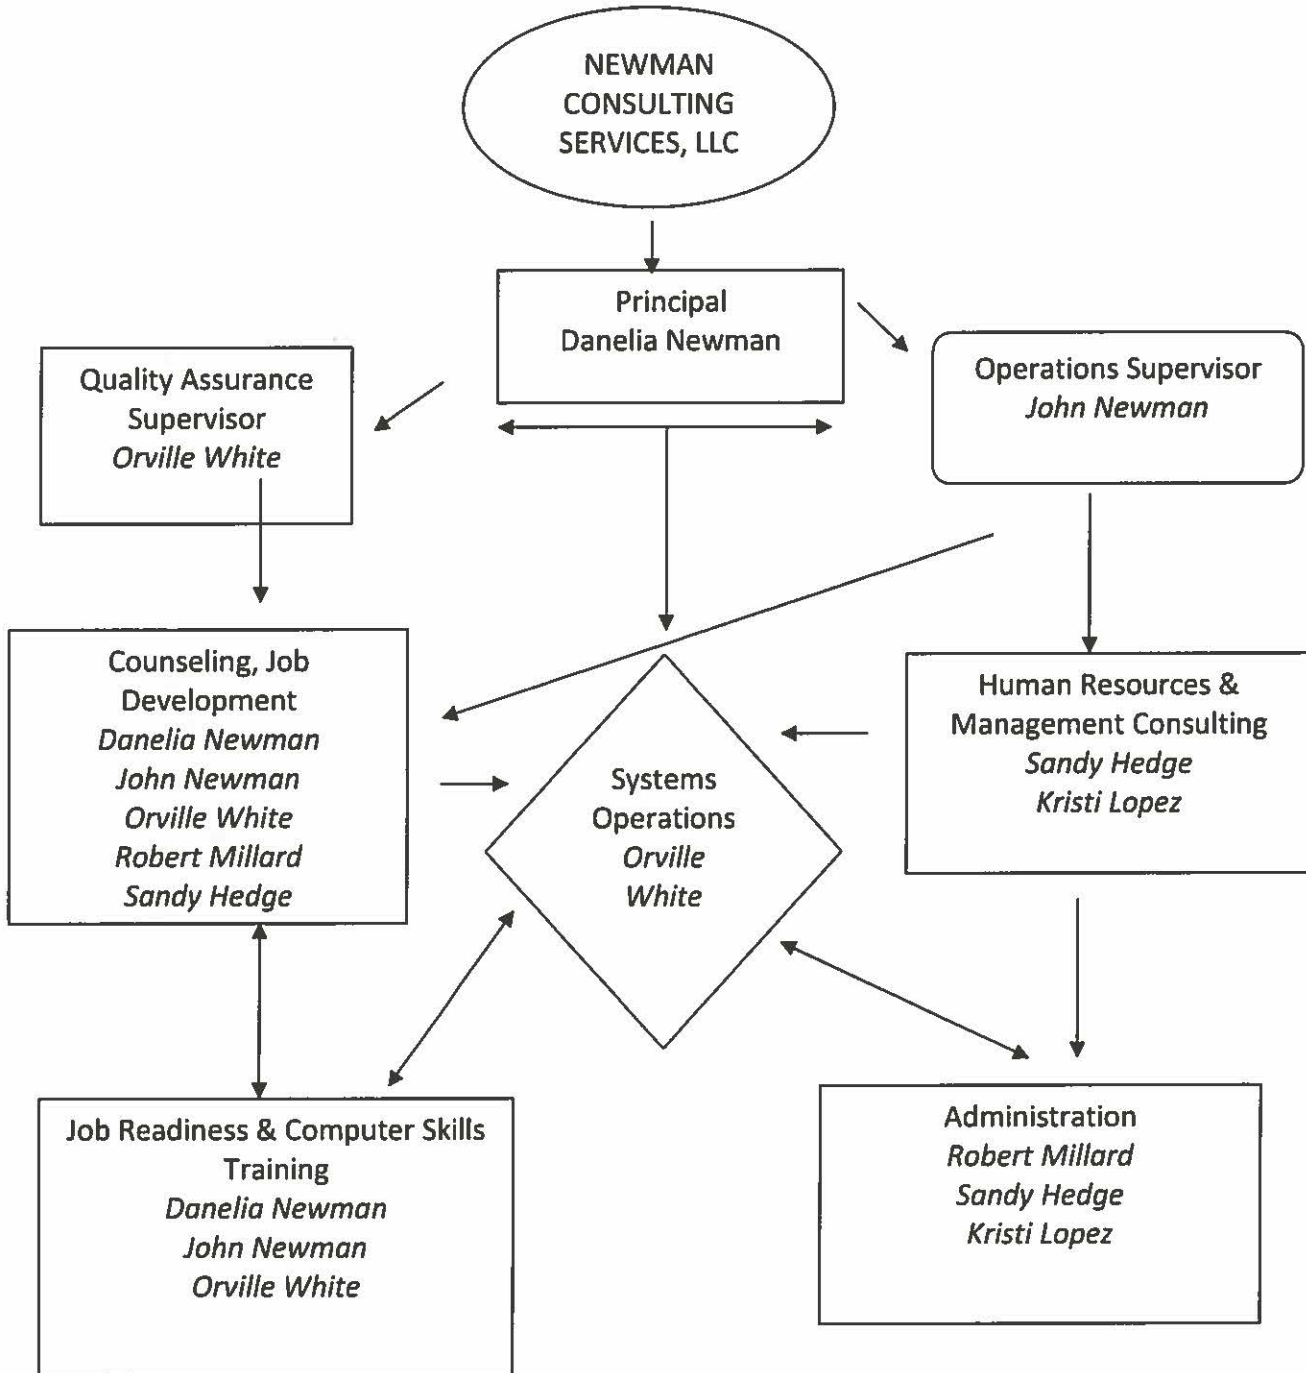 NEWMAN
CONSULTING
SERVICES, LLC
Principal
Danelia Newman
Quality Assurance
Supervisor
Orville White
Operations Supervisor
John Newman
Counseling, Job
Development
Danelia Newman
John Newman
Orville White
Robert Millard
Sandy Hedge
Systems
Operations
Orville
White
Human Resources &
Management Consulting
Sandy Hedge
Kristi Lopez
Job Readiness & Computer Skills
Training
Danelia Newman
John Newman
Orville White
Administration
Robert Millard
Sandy Hedge
Kristi Lopez